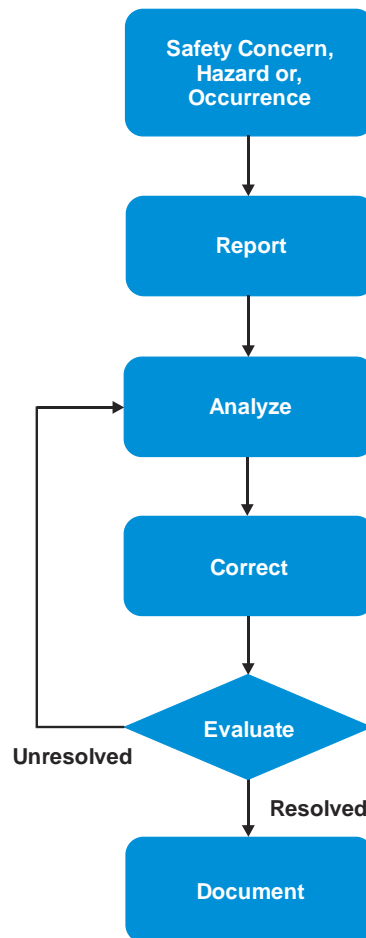 Safety Concern,
Hazard or,
Occurrence
Report
Analyze
Correct
Evaluate
Unresolved
Resolved
Document